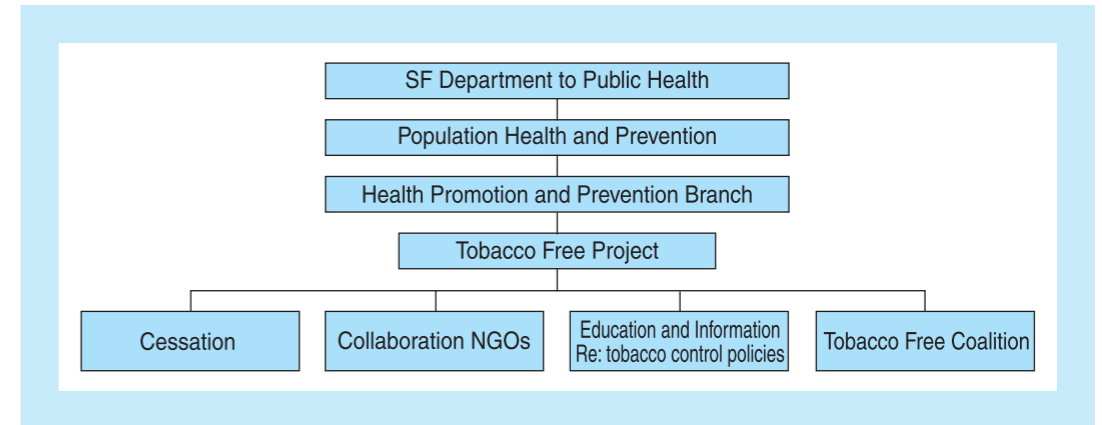 SF Department to Public Health
Population Health and Prevention
Health Promotion and Prevention Branch
Tobacco Free Project
Cessation
Collaboration NGOs
Education and Information
Re: tobacco control policies
Tobacco Free Coalition